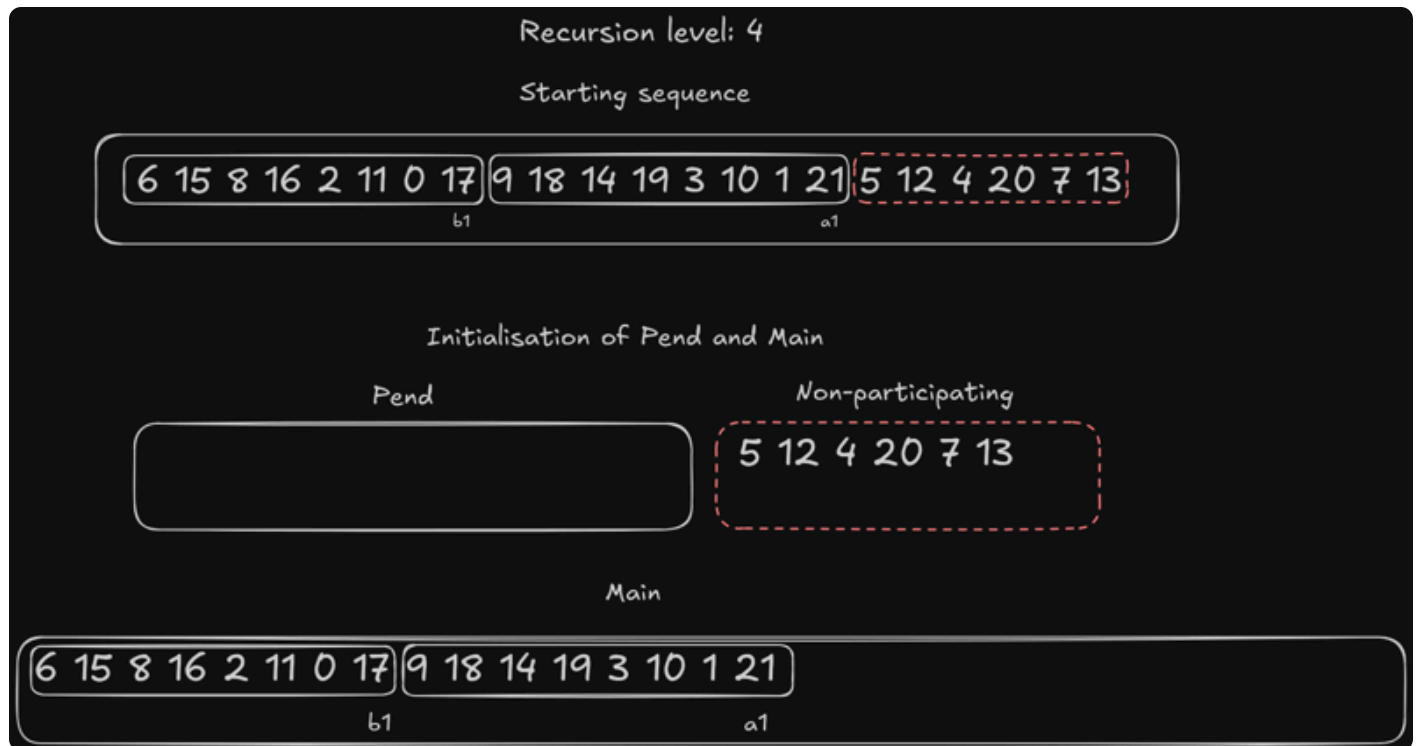 Recursion level: 4
Starting sequence
6 15 8 16 2 11 0 17 9 18 14 19 3 10 1 21 5 12 4 20 7 13
b1 a1
Initialisation of Pend and Main
Pend Non-participating
5 12 4 20 7 13
Main
6 15 8 16 2 11 0 17 9 18 14 19 3 10 1 21
b1 a1